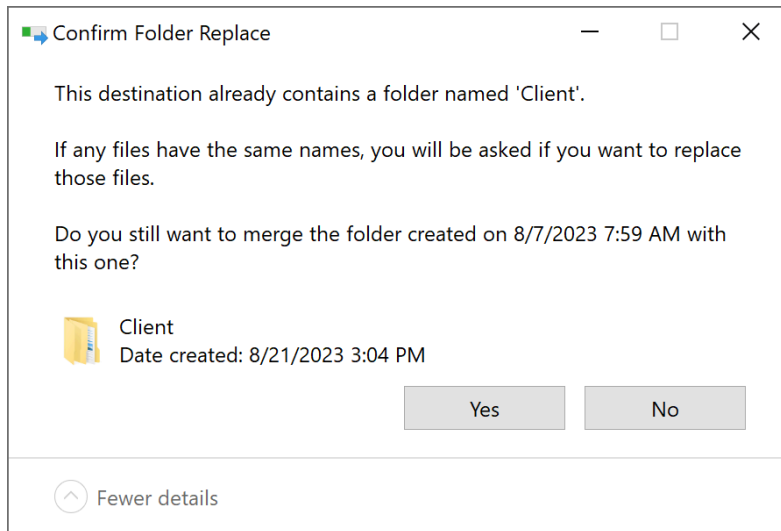 Confirm Folder Replace
This destination already contains a folder named 'Client'.
If any files have the same names, you will be asked if you want to replace
those files.
Do you still want to merge the folder created on 8/7/2023 7:59 AM with
this one?
Client
Date created: 8/21/2023 3:04 PM
Yes
No
Fewer details